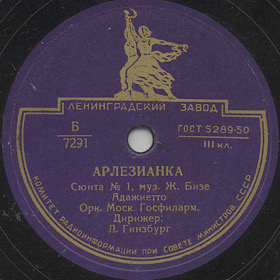 ЛЕНИНГРАДСКИЙ ЗАВОД
Б
7291
ГОСТ 5289-50
III кл.
АРЛЕЗИАНКА
Сюита № 1, муз. Ж. Бизе
Адажиетто
Орк. Моск. Госфиларм.
Дирижер:
Л. Гинзбург
КОМИТЕТ РАДИОИНФОРМАЦИИ ПРИ СОВЕТЕ МИНИСТРОВ СССР